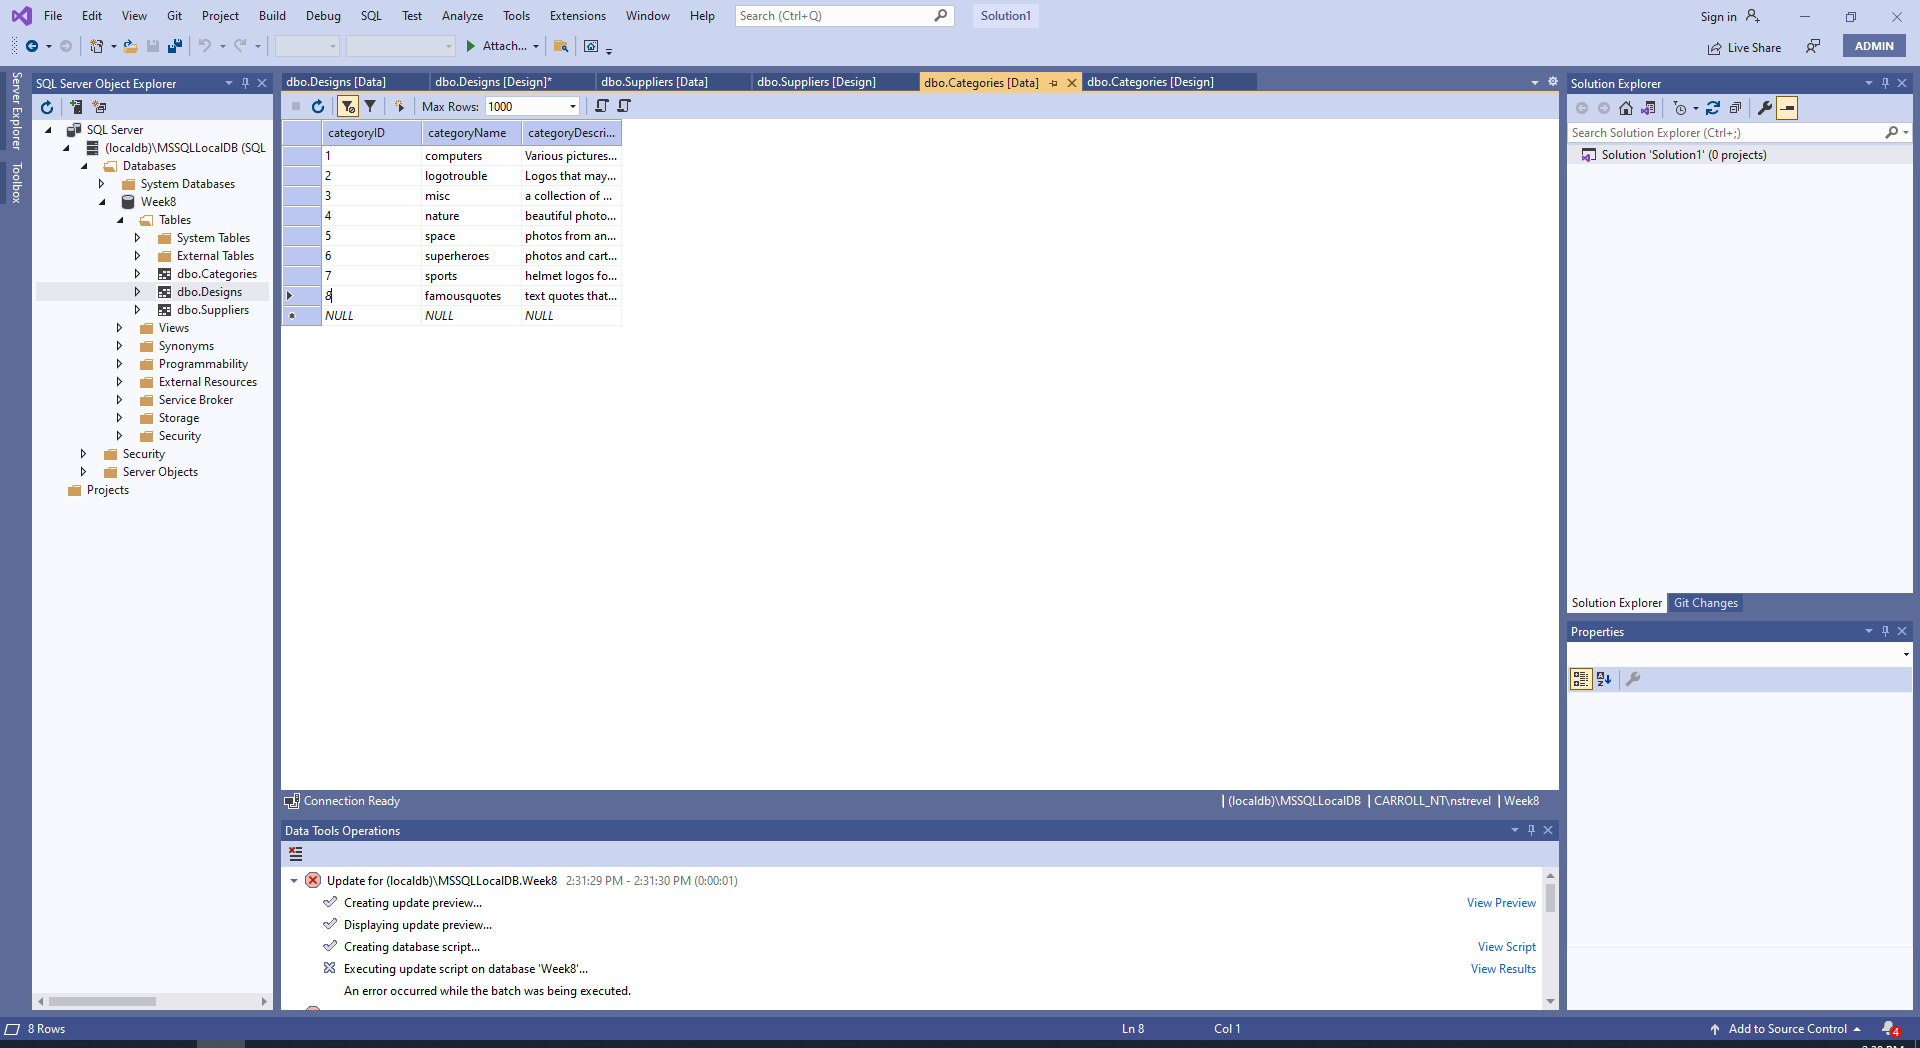 File Edit View Git Project Build Debug SQL Test Analyze Tools Extensions Window Help Search (Ctrl+Q) Solution1 Sign in
Attach... Live Share ADMIN
Server Explorer
Toolbox
SQL Server Object Explorer
SQL Server
(localdb)\MSSQLLocalDB (SQL
Databases
System Databases
Week8
Tables
System Tables
External Tables
dbo.Categories
dbo.Designs
dbo.Suppliers
Views
Synonyms
Programmability
External Resources
Service Broker
Storage
Security
Security
Server Objects
Projects
dbo.Designs [Data] dbo.Designs [Design]* dbo.Suppliers [Data] dbo.Suppliers [Design] dbo.Categories [Data] dbo.Categories [Design]
Max Rows: 1000
categoryID categoryName categoryDescri...
1 computers Various pictures...
2 logotrouble Logos that may...
3 misc a collection of ...
4 nature beautiful photo...
5 space photos from an...
6 superheroes photos and cart...
7 sports helmet logos fo...
8 famousquotes text quotes that...
NULL NULL NULL
Connection Ready (localdb)\MSSQLLocalDB CARROLL_NT\nstrevel Week8
Data Tools Operations
Update for (localdb)\MSSQLLocalDB.Week8 2:31:29 PM - 2:31:30 PM (0:00:01)
Creating update preview... View Preview
Displaying update preview...
Creating database script... View Script
Executing update script on database 'Week8'... View Results
An error occurred while the batch was being executed.
Solution Explorer
Search Solution Explorer (Ctrl+;)
Solution 'Solution1' (0 projects)
Solution Explorer Git Changes
Properties
8 Rows Ln 8 Col 1 Add to Source Control 4